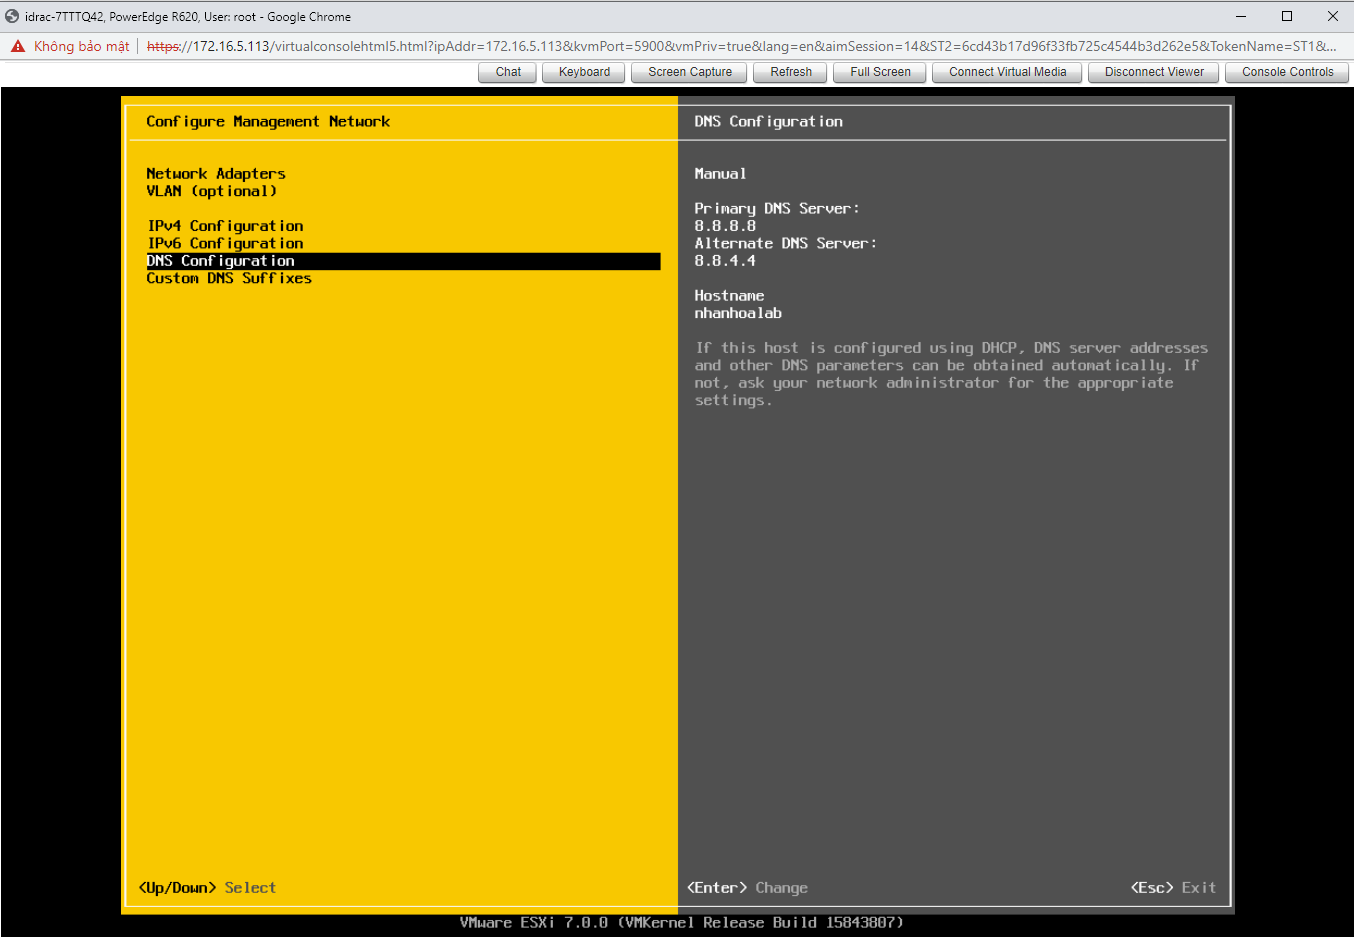 idrac-7TTTQ42, PowerEdge R620, User: root - Google Chrome
Không bảo mật | https://172.16.5.113/virtualconsolehtml5.html?ipAddr=172.16.5.113&kvmPort=5900&vmPriv=true&lang=en&aimSession=14&ST2=6cd43b17d96f33fb725c4544b3d262e5&TokenName=ST1&...
Chat Keyboard Screen Capture Refresh Full Screen Connect Virtual Media Disconnect Viewer Console Controls
Configure Management Network
Network Adapters
VLAN (optional)
IPv4 Configuration
IPv6 Configuration
DNS Configuration
Custom DNS Suffixes
<Up/Down> Select
DNS Configuration
Manual
Primary DNS Server:
8.8.8.8
Alternate DNS Server:
8.8.4.4
Hostname
nhanhoalab
If this host is configured using DHCP, DNS server addresses
and other DNS parameters can be obtained automatically. If
not, ask your network administrator for the appropriate
settings.
<Enter> Change
<Esc> Exit
VMware ESXi 7.0.0 (VMKernel Release Build 15843807)